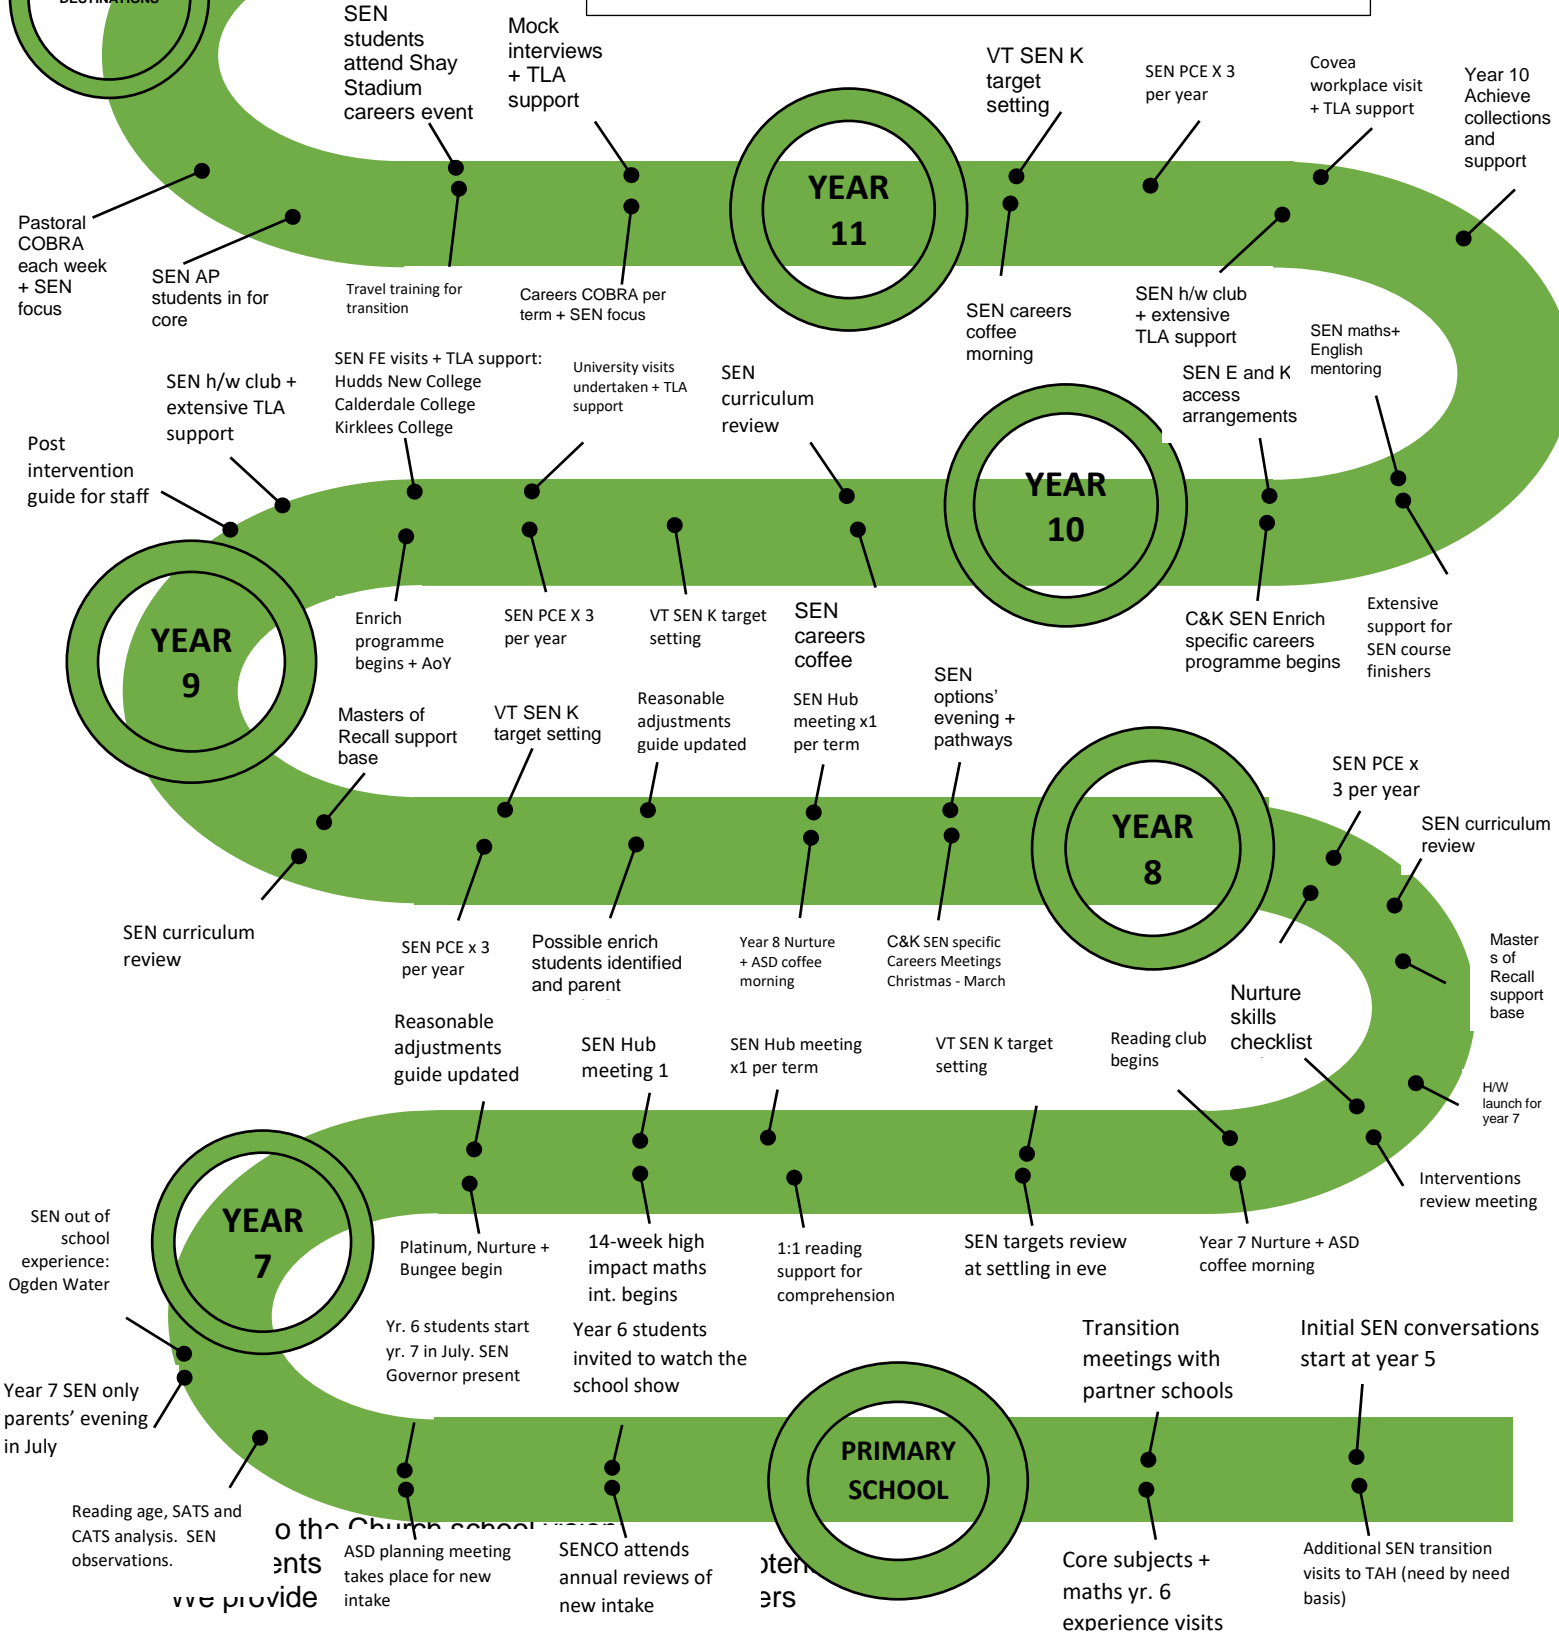 DESTINATIONS
SEN
students
attend Shay
Stadium
careers event
Mock
interviews
+ TLA
support
VT SEN K
target
setting
SEN PCE X 3
per year
Covea
workplace visit
+ TLA support
Year 10
Achieve
collections
and
support
YEAR
11
Pastoral
COBRA
each week
+ SEN
focus
SEN AP
students in for
core
Travel training for
transition
Careers COBRA per
term + SEN focus
SEN careers
coffee
morning
SEN h/w club
+ extensive
TLA support
SEN maths+
English
mentoring
SEN E and K
access
arrangements
SEN h/w club +
extensive TLA
support
SEN FE visits + TLA support:
Hudds New College
Calderdale College
Kirklees College
University visits
undertaken + TLA
support
SEN
curriculum
review
Post
intervention
guide for staff
YEAR
10
Enrich
programme
begins + AoY
SEN PCE X 3
per year
VT SEN K target
setting
SEN
careers
coffee
C&K SEN Enrich
specific careers
programme begins
Extensive
support for
SEN course
finishers
YEAR
9
Masters of
Recall support
base
VT SEN K
target setting
Reasonable
adjustments
guide updated
SEN Hub
meeting x1
per term
SEN
options'
evening +
pathways
SEN PCE x
3 per year
SEN curriculum
review
YEAR
8
SEN curriculum
review
SEN PCE x 3
per year
Possible enrich
students identified
and parent
Year 8 Nurture
+ ASD coffee
morning
C&K SEN specific
Careers Meetings
Christmas - March
Master
s of
Recall
support
base
Nurture
skills
checklist
Reasonable
adjustments
guide updated
SEN Hub
meeting 1
SEN Hub meeting
x1 per term
VT SEN K target
setting
Reading club
begins
H/W
launch for
year 7
Interventions
review meeting
YEAR
7
SEN out of
school
experience:
Ogden Water
Platinum, Nurture +
Bungee begin
14-week high
impact maths
int. begins
1:1 reading
support for
comprehension
SEN targets review
at settling in eve
Year 7 Nurture + ASD
coffee morning
Year 7 SEN only
parents' evening
in July
Yr. 6 students start
yr. 7 in July. SEN
Governor present
Year 6 students
invited to watch the
school show
Transition
meetings with
partner schools
Initial SEN conversations
start at year 5
PRIMARY
SCHOOL
Reading age, SATS and
CATS analysis. SEN
observations.
o the Church school vision
ents
We provide
ASD planning meeting
takes place for new
intake
SENCO attends
annual reviews of
new intake
oten
ers
Core subjects +
maths yr. 6
experience visits
Additional SEN transition
visits to TAH (need by need
basis)